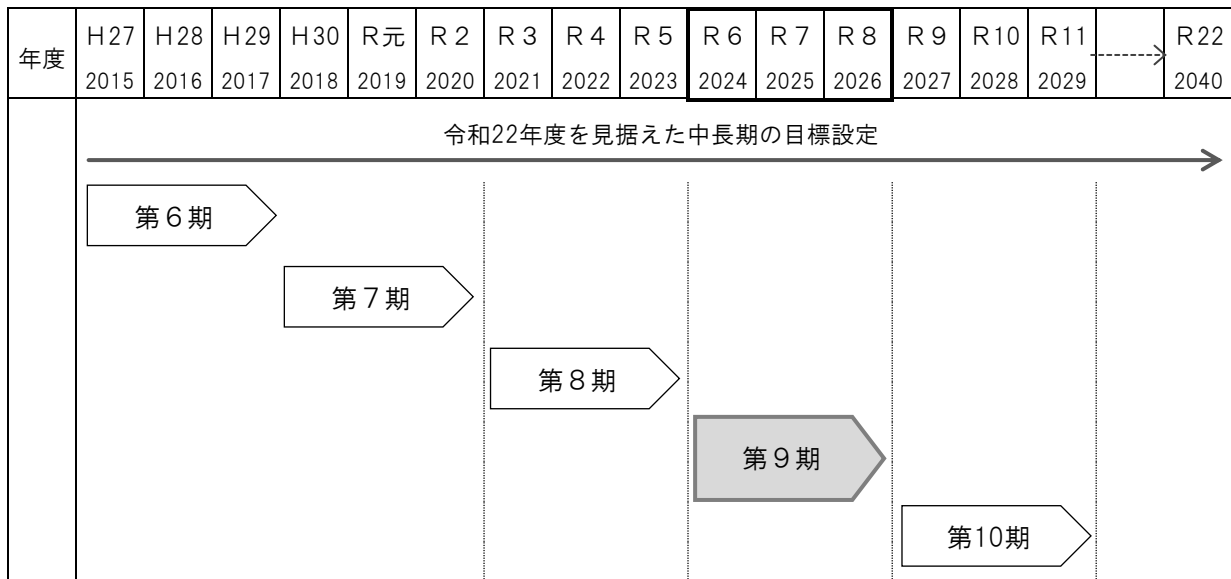 年度 H27 H28 H29 H30 R元 R2 R3 R4 R5 R6 R7 R8 R9 R10 R11 R22
2015 2016 2017 2018 2019 2020 2021 2022 2023 2024 2025 2026 2027 2028 2029 2040
令和22年度を見据えた中長期の目標設定
第6期
第7期
第8期
第9期
第10期